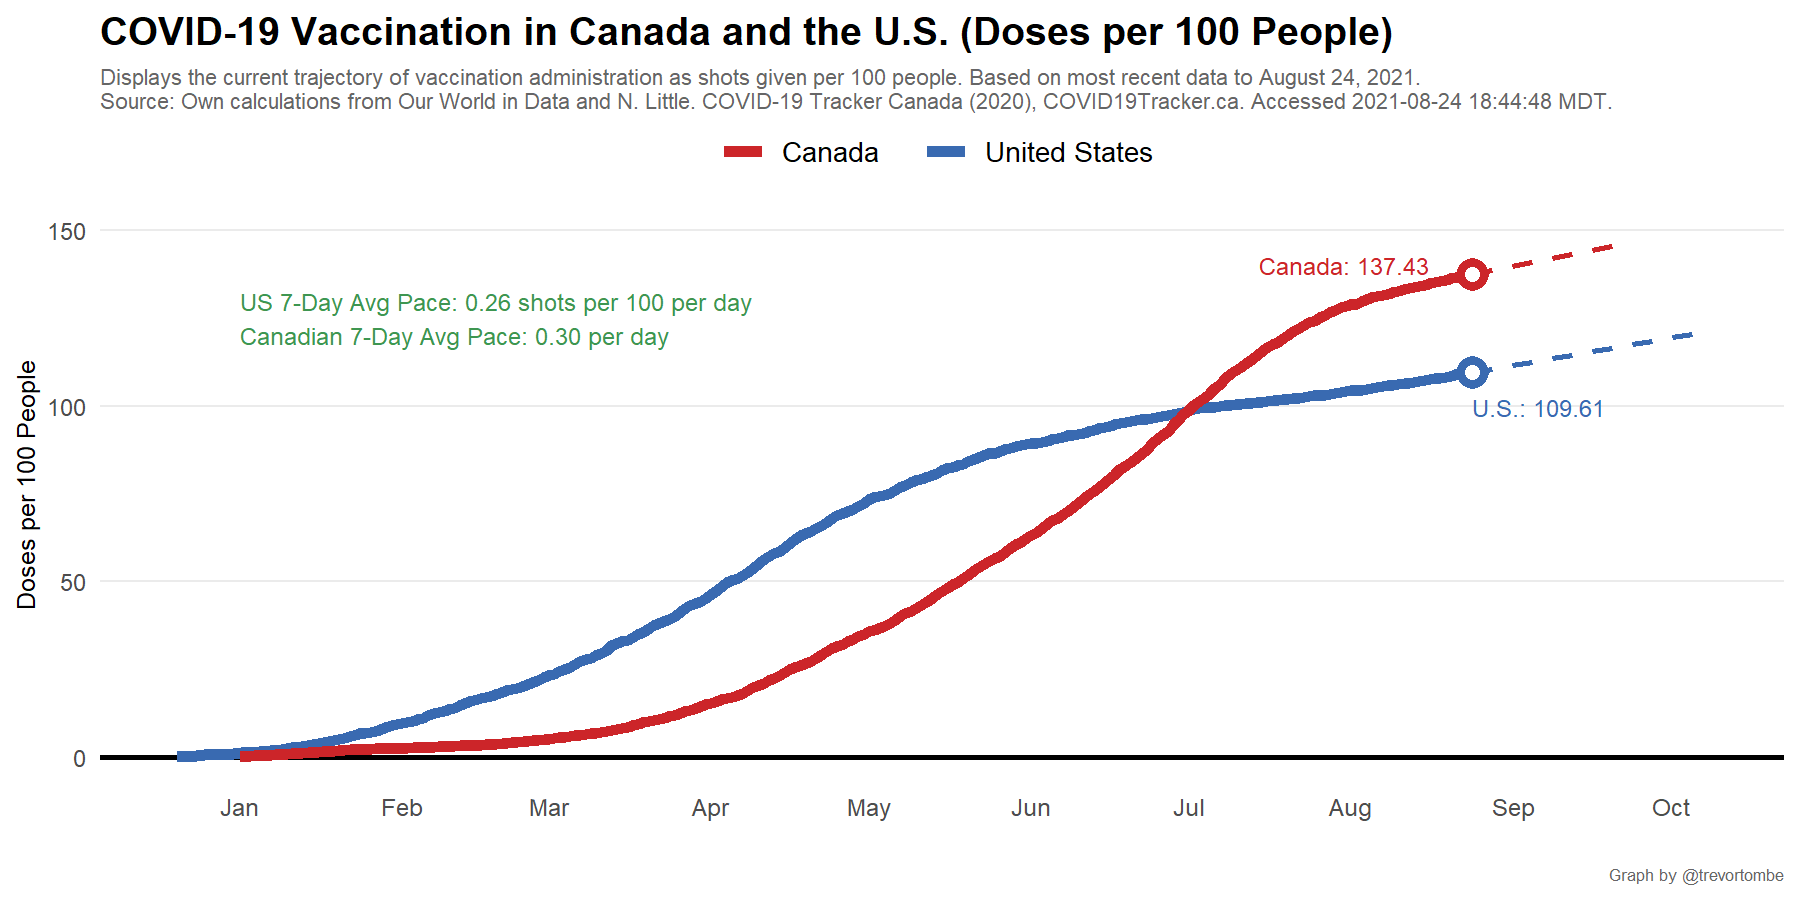 COVID-19 Vaccination in Canada and the U.S. (Doses per 100 People)
Displays the current trajectory of vaccination administration as shots given per 100 people. Based on most recent data to August 24, 2021.
Source: Own calculations from Our World in Data and N. Little. COVID-19 Tracker Canada (2020), COVID19Tracker.ca. Accessed 2021-08-24 18:44:48 MDT.
Canada United States
150
Canada: 137.43
US 7-Day Avg Pace: 0.26 shots per 100 per day
Canadian 7-Day Avg Pace: 0.30 per day
Doses per 100 People
100
U.S.: 109.61
50
0
Jan Feb Mar Apr May Jun Jul Aug Sep Oct
Graph by @trevortombe